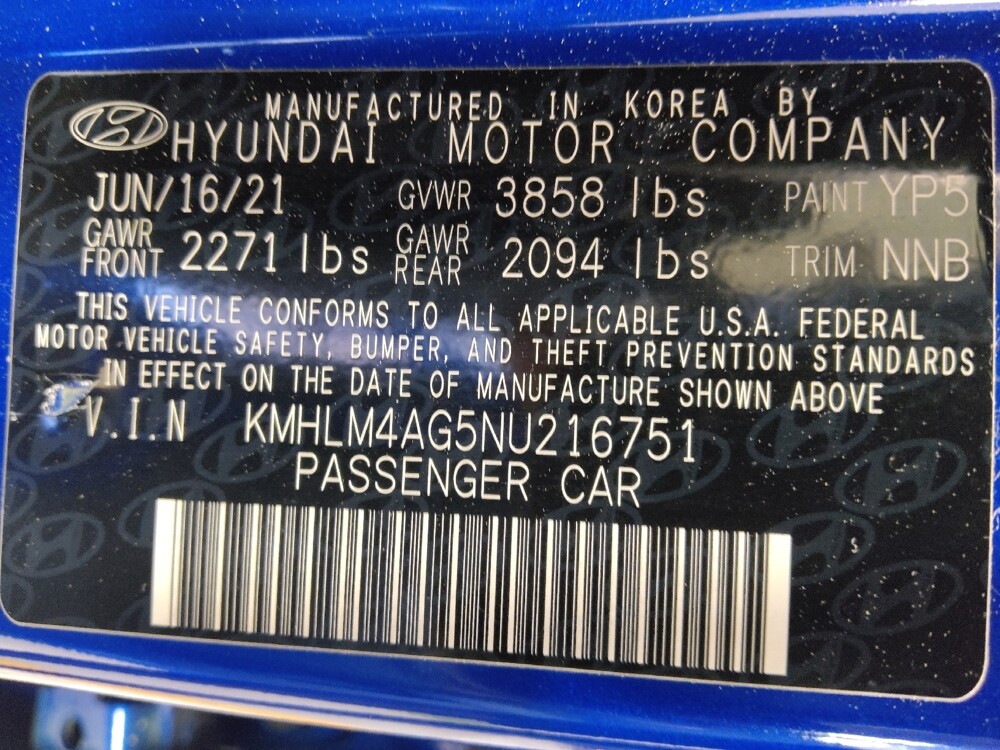 MANUFACTURED IN KOREA BY
HYUNDAI MOTOR COMPANY
JUN/16/21 GVWR 3858 lbs PAINT YP5
GAWR FRONT 2271 lbs GAWR REAR 2094 lbs TRIM NNB
THIS VEHICLE CONFORMS TO ALL APPLICABLE U.S.A. FEDERAL
MOTOR VEHICLE SAFETY, BUMPER, AND THEFT PREVENTION STANDARDS
IN EFFECT ON THE DATE OF MANUFACTURE SHOWN ABOVE
V.I.N KMHLM4AG5NU216751
PASSENGER CAR